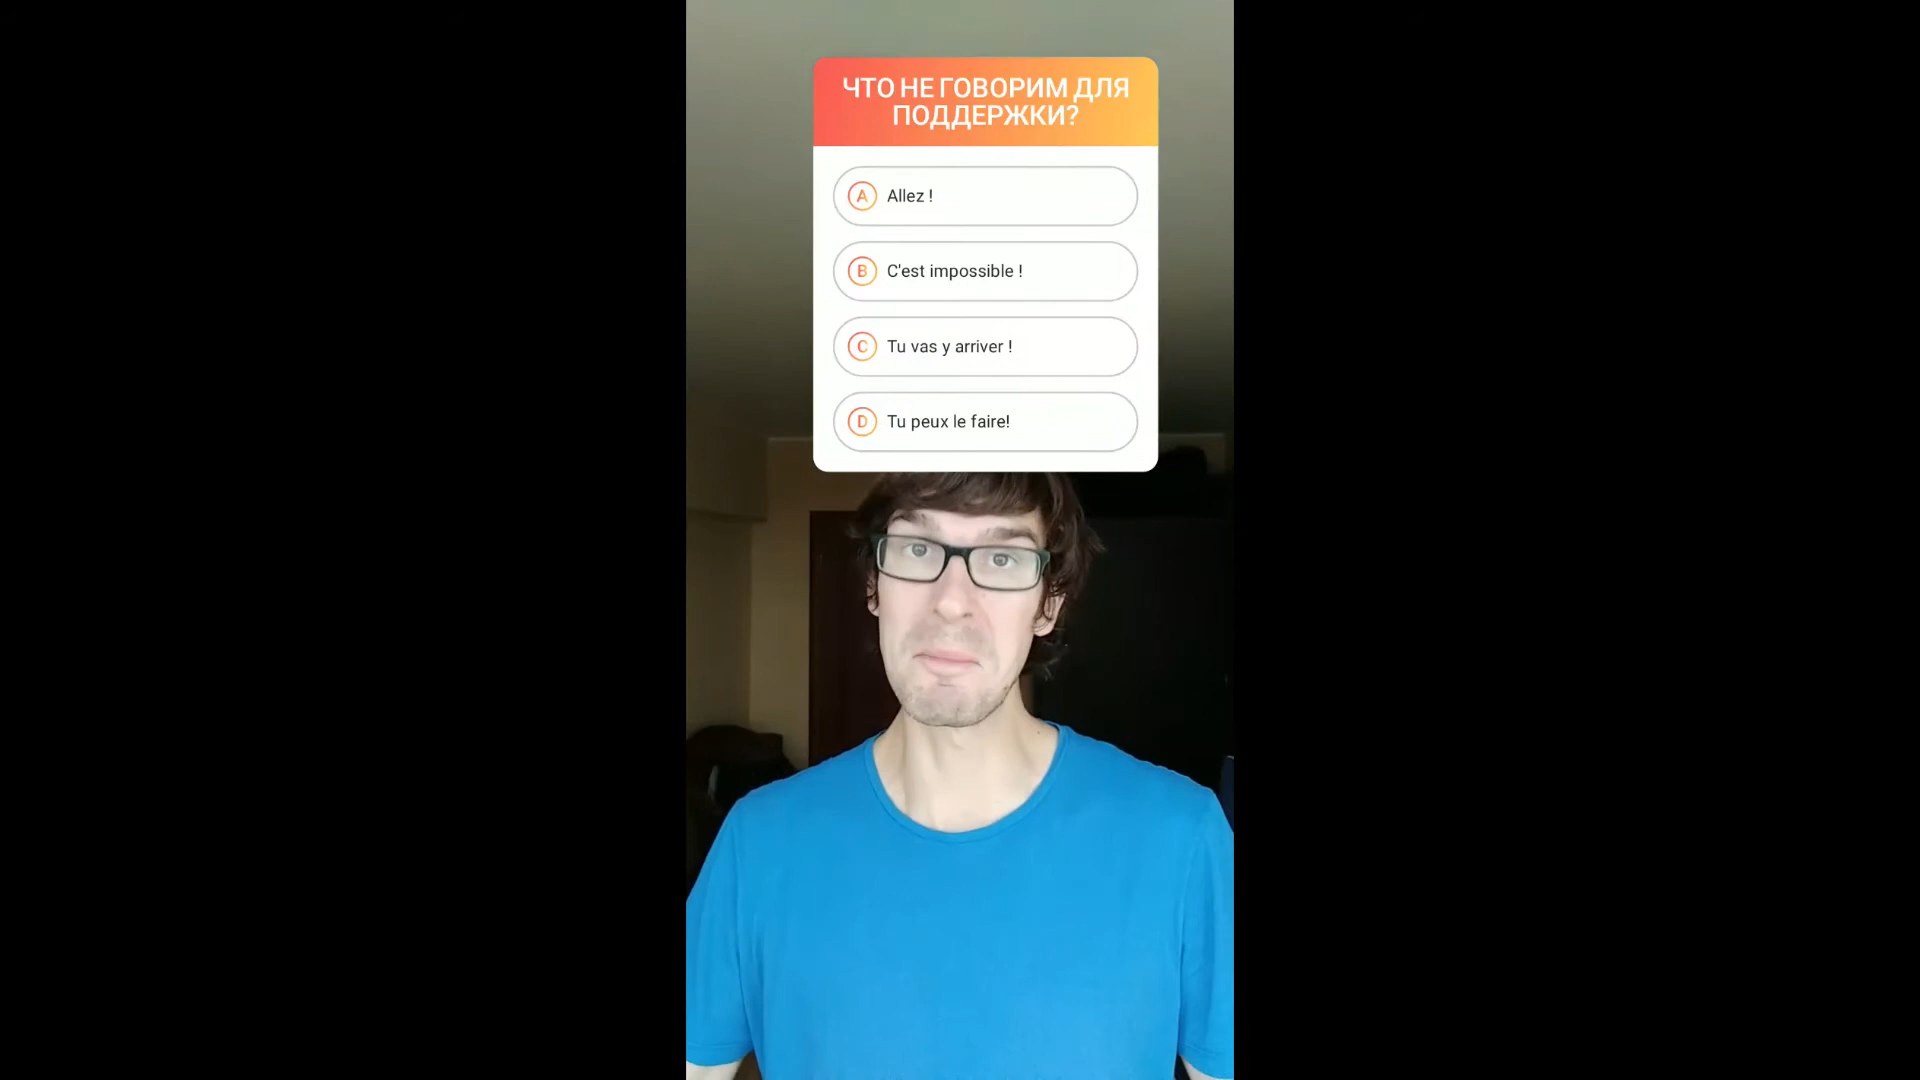 ЧТО НЕ ГОВОРИМ ДЛЯ
ПОДДЕРЖКИ?
A Allez !
B C'est impossible !
C Tu vas y arriver !
D Tu peux le faire!